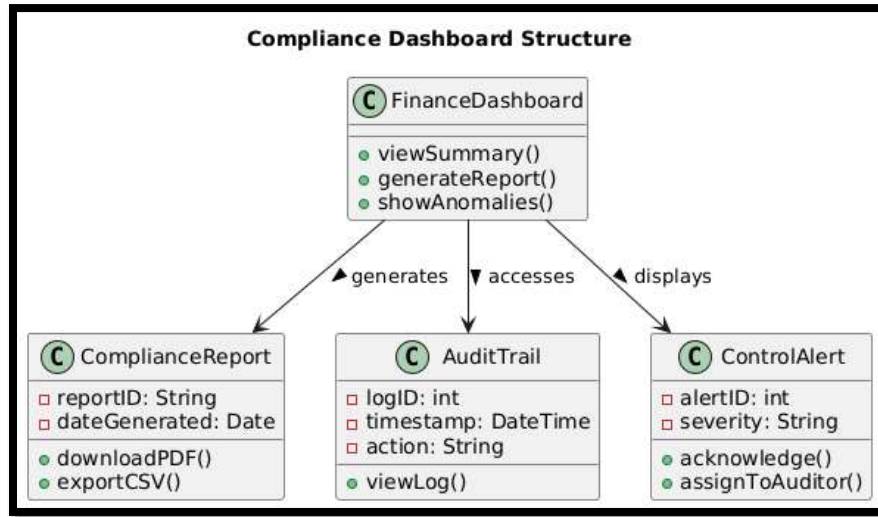 Compliance Dashboard Structure
C FinanceDashboard
viewSummary()
generateReport()
showAnomalies()
generates
accesses
displays
C ComplianceReport
reportID: String
dateGenerated: Date
downloadPDF()
exportCSV()
C AuditTrail
logID: int
timestamp: DateTime
action: String
viewLog()
C ControlAlert
alertID: int
severity: String
acknowledge()
assignToAuditor()